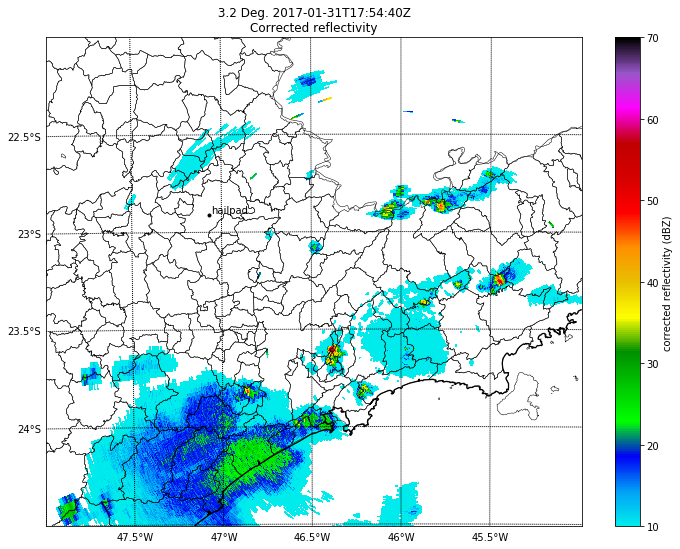 3.2 Deg. 2017-01-31T17:54:40Z
Corrected reflectivity
70
60
50
40
30
20
10
corrected reflectivity (dBZ)
22.5°S
23°S
23.5°S
24°S
hailpad
47.5°W
47°W
46.5°W
46°W
45.5°W